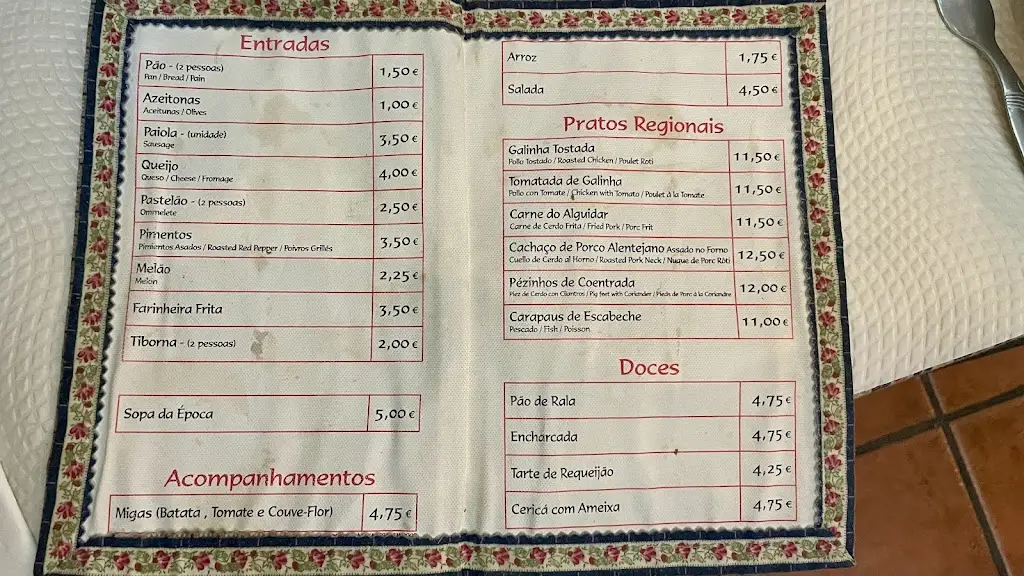 Entradas
Pão - (2 pessoas)
Pan / Bread / Pain
1,50 €
Azeitonas
Aceitunas / Olives
1,00 €
Paiola - (unidade)
Sausage
3,50 €
Queijo
Queso / Cheese / Fromage
4,00 €
Pastelão - (2 pessoas)
Ommelete
2,50 €
Pimentos
Pimientos Asados / Roasted Red Pepper / Poivros Grillés
3,50 €
Melão
Melon
2,25 €
Farinheira Frita
3,50 €
Tiborna - (2 pessoas)
2,00 €
Sopa da Época
5,00 €
Acompanhamentos
Migas (Batata , Tomate e Couve-Flor)
4,75 €
Arroz
1,75 €
Salada
4,50 €
Pratos Regionais
Galinha Tostada
Pollo Tostado / Roasted Chicken / Poulet Roti
11,50 €
Tomatada de Galinha
Pollo con Tomate / Chicken with Tomato / Poulet à la Tomate
11,50 €
Carne do Alguidar
Carne de Cerdo Frita / Fried Pork / Porc Frit
11,50 €
Cachaço de Porco Alentejano Assado no Forno
Cuello de Cerdo al Horno / Roasted Pork Neck / Nuque de Porc Rôti
12,50 €
Pézinhos de Coentrada
Piez de Cerdo con Cilantros / Pig feet with Coriander / Pieds de Porc à la Coriandre
12,00 €
Carapaus de Escabeche
Pescado / Fish / Poisson
11,00 €
Doces
Pão de Rala
4,75 €
Encharcada
4,75 €
Tarte de Requeijão
4,25 €
Cericá com Ameixa
4,75 €